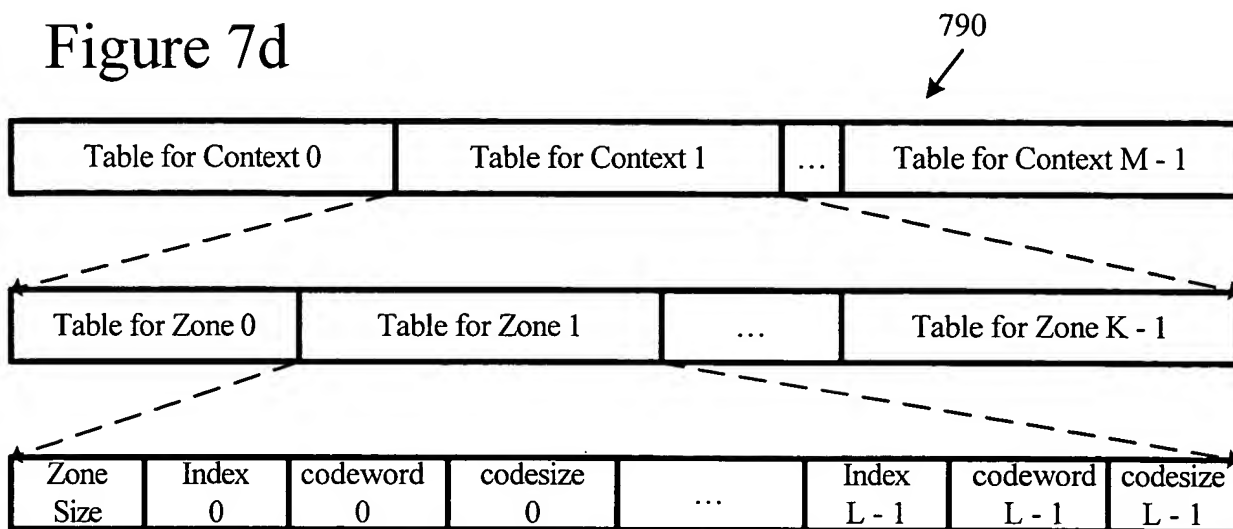 Figure 7d
790
Table for Context 0 Table for Context 1 ... Table for Context M - 1
Table for Zone 0 Table for Zone 1 ... Table for Zone K - 1
Zone Index codeword codesize ... Index codeword codesize
Size 0 0 0 L - 1 L - 1 L - 1